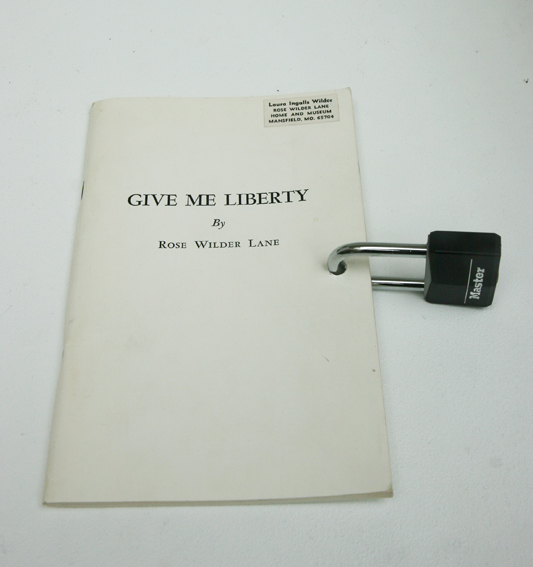 Laura Ingalls Wilder
ROSE WILDER LANE
HOME AND MUSEUM
MANSFIELD, MO. 65704
GIVE ME LIBERTY
By
ROSE WILDER LANE
Master